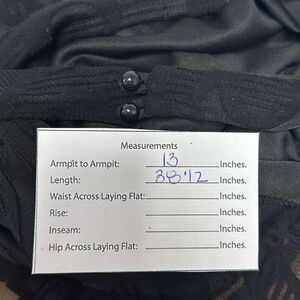 Measurements
Armpit to Armpit: 13 Inches.
Length: 38 1/2 Inches.
Waist Across Laying Flat: Inches.
Rise: Inches.
Inseam: Inches.
Hip Across Laying Flat: Inches.